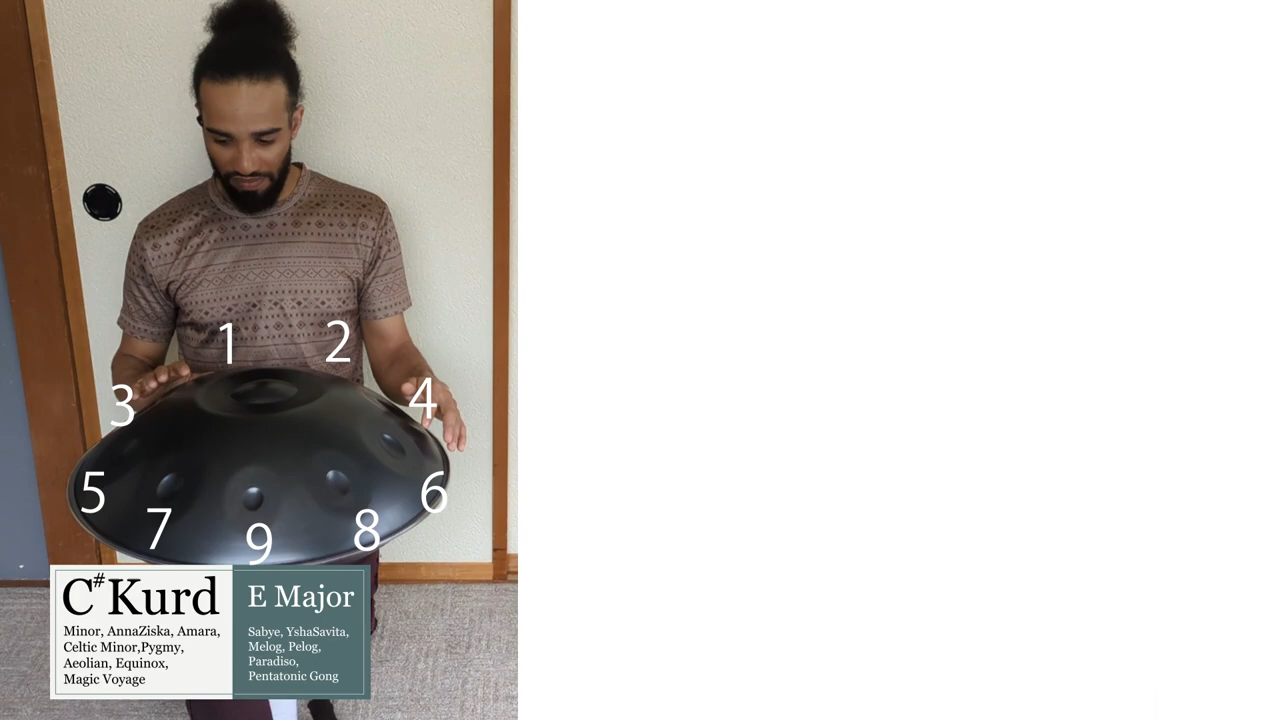 1
2
3
4
5
6
7
8
9
C#Kurd
Minor, AnnaZiska, Amara,
Celtic Minor,Pygmy,
Aeolian, Equinox,
Magic Voyage
E Major
Sabye, YshaSavita,
Melog, Pelog,
Paradiso,
Pentatonic Gong